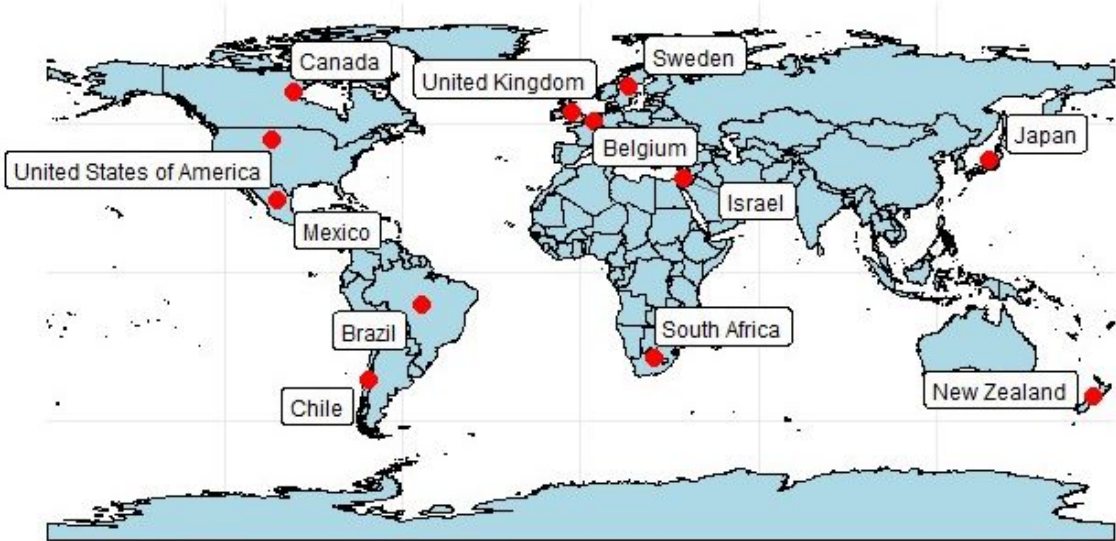 Canada
Sweden
United Kingdom
Japan
Belgium
United States of America
Israel
Mexico
Brazil
South Africa
New Zealand
Chile